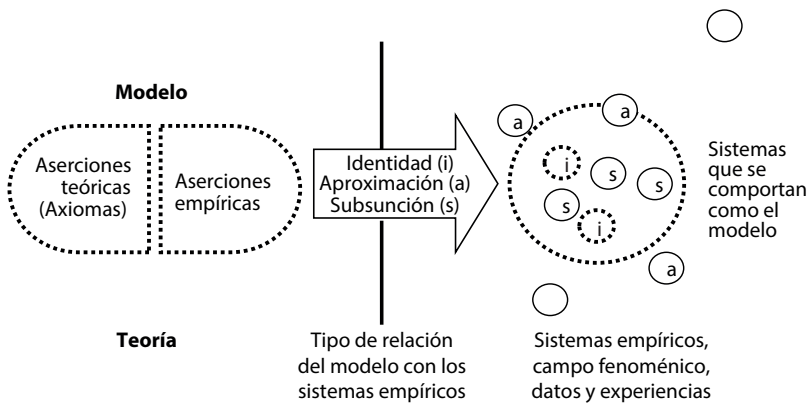 Modelo
Aserciones
teóricas
(Axiomas)
Aserciones
empíricas
Identidad (i)
Aproximación (a)
Subsunción (s)
a
a
i
s
s
s
i
a
Sistemas
que se
comportan
como el
modelo
Teoría
Tipo de relación
del modelo con los
sistemas empíricos
Sistemas empíricos,
campo fenoménico,
datos y experiencias